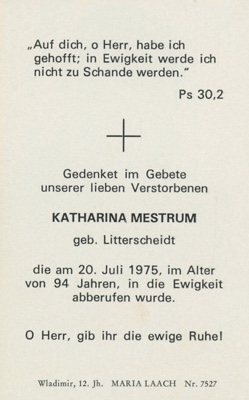 „Auf dich, o Herr, habe ich
gehofft; in Ewigkeit werde ich
nicht zu Schande werden.“
Ps 30,2
Gedenket im Gebete
unserer lieben Verstorbenen
KATHARINA MESTRUM
geb. Litterscheidt
die am 20. Juli 1975, im Alter
von 94 Jahren, in die Ewigkeit
abberufen wurde.
O Herr, gib ihr die ewige Ruhe!
Wladimir, 12. Jh. MARIA LAACH Nr. 7527